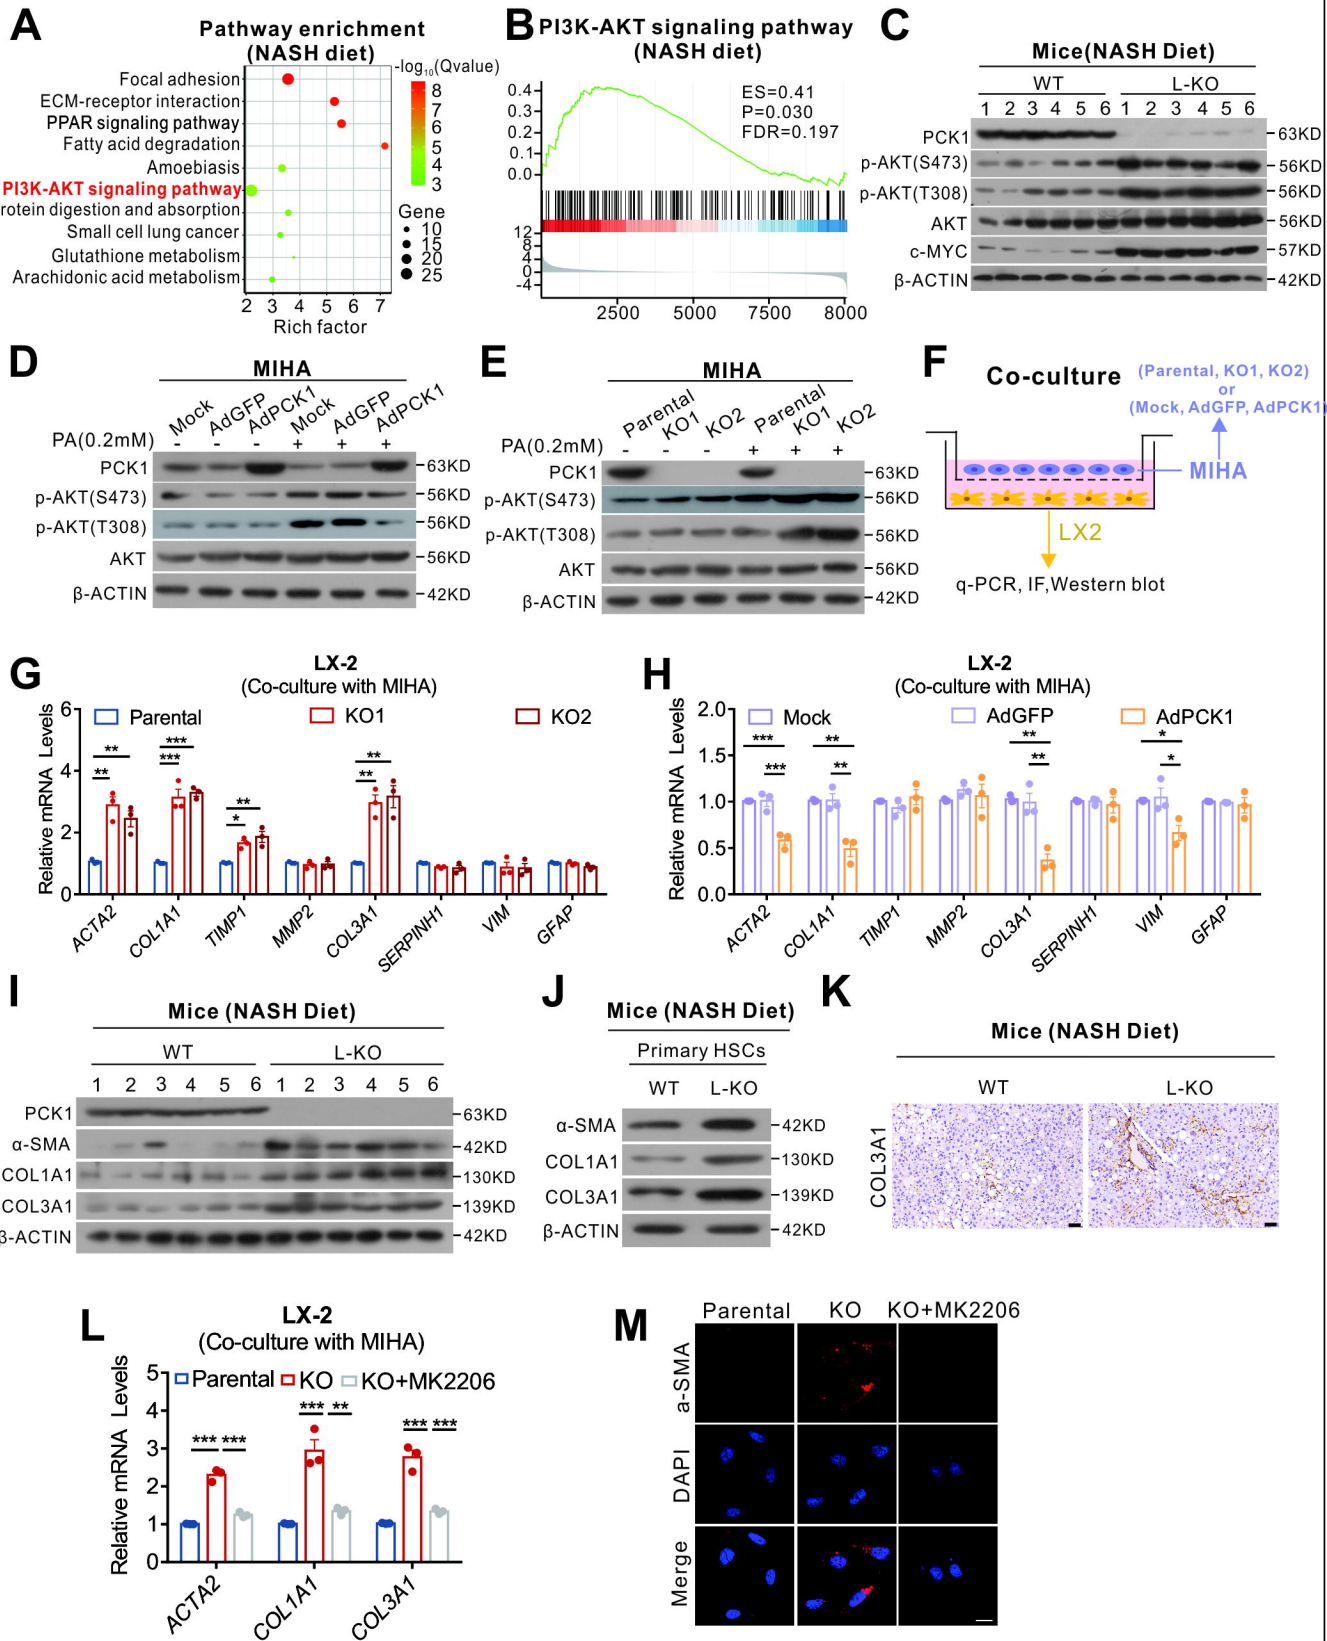 A
Pathway enrichment
(NASH diet)
-log10(Qvalue)
Focal adhesion
ECM-receptor interaction
PPAR signaling pathway
Fatty acid degradation
Amoebiasis
PI3K-AKT signaling pathway
rotein digestion and absorption
Small cell lung cancer
Glutathione metabolism
Arachidonic acid metabolism
8
7
6
5
4
3
Gene
10
15
20
25
2 3 4 5 6 7
Rich factor
B
PI3K-AKT signaling pathway
(NASH diet)
ES=0.41
P=0.030
FDR=0.197
0.4
0.3
0.2
0.1
0.0
12
8
4
0
-4
2500 5000 7500 8000
C
Mice(NASH Diet)
WT L-KO
1 2 3 4 5 6 1 2 3 4 5 6
PCK1 63KD
p-AKT(S473) 56KD
p-AKT(T308) 56KD
AKT 56KD
c-MYC 57KD
β-ACTIN 42KD
D
MIHA
Mock AdGFP AdPCK1 Mock AdGFP AdPCK1
PA(0.2mM) - - - + + +
PCK1 63KD
p-AKT(S473) 56KD
p-AKT(T308) 56KD
AKT 56KD
β-ACTIN 42KD
E
MIHA
Parental KO1 KO2 Parental KO1 KO2
PA(0.2mM) - - - + + +
PCK1 63KD
p-AKT(S473) 56KD
p-AKT(T308) 56KD
AKT 56KD
β-ACTIN 42KD
F
Co-culture
(Parental, KO1, KO2)
or
(Mock, AdGFP, AdPCK1)
MIHA
LX2
q-PCR, IF,Western blot
G
LX-2
(Co-culture with MIHA)
Relative mRNA Levels
Parental KO1 KO2
6
4
2
0
** ** *** *** * ** ** **
ACTA2 COL1A1 TIMP1 MMP2 COL3A1 SERPINH1 VIM GFAP
H
LX-2
(Co-culture with MIHA)
Relative mRNA Levels
Mock AdGFP AdPCK1
2.0
1.5
1.0
0.5
0.0
*** *** ** ** ** ** * *
ACTA2 COL1A1 TIMP1 MMP2 COL3A1 SERPINH1 VIM GFAP
I
Mice (NASH Diet)
WT L-KO
1 2 3 4 5 6 1 2 3 4 5 6
PCK1 63KD
α-SMA 42KD
COL1A1 130KD
COL3A1 139KD
β-ACTIN 42KD
J
Mice (NASH Diet)
Primary HSCs
WT L-KO
α-SMA 42KD
COL1A1 130KD
COL3A1 139KD
β-ACTIN 42KD
K
Mice (NASH Diet)
WT L-KO
COL3A1
L
LX-2
(Co-culture with MIHA)
Relative mRNA Levels
Parental KO KO+MK2206
5
4
3
2
1
0
*** *** *** ** *** ***
ACTA2 COL1A1 COL3A1
M
Parental KO KO+MK2206
a-SMA
DAPI
Merge